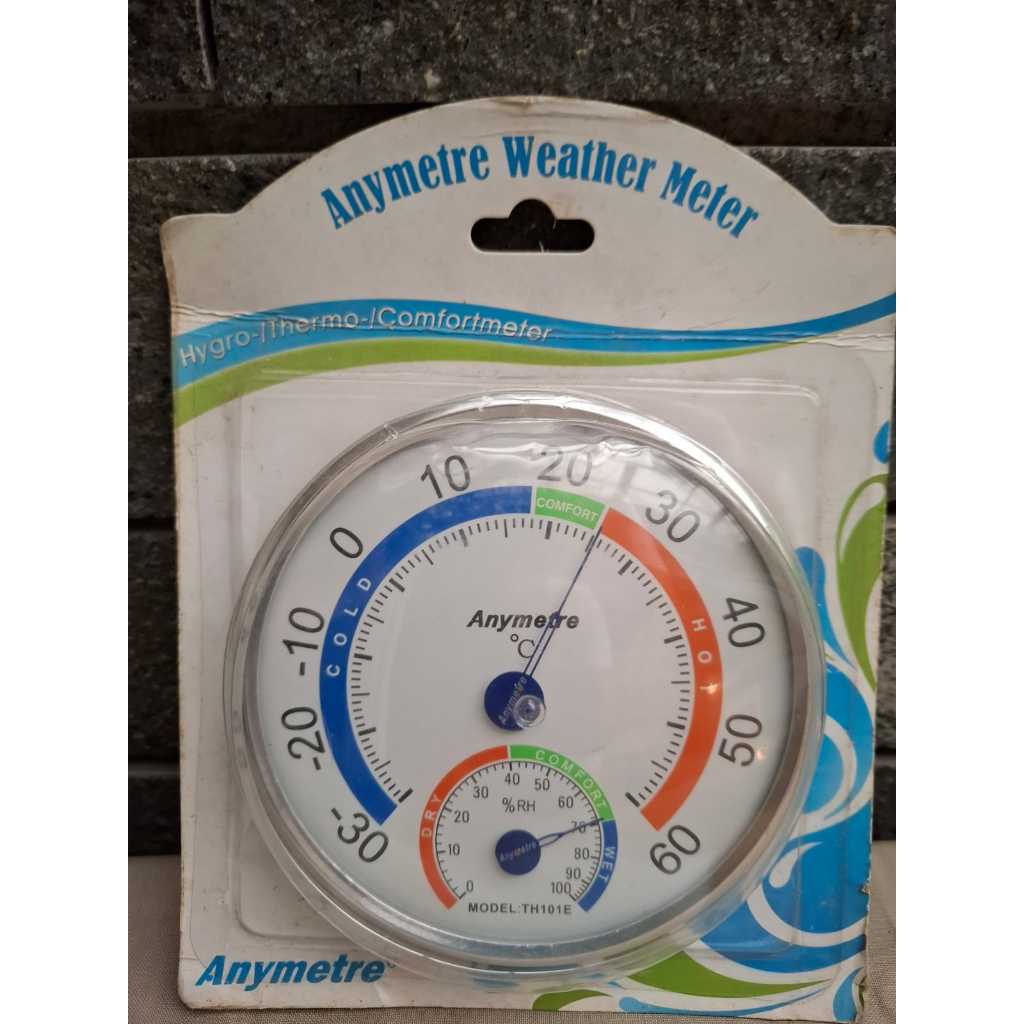 Anymetre Weather Meter
Hygro-/Thermo-/Comfortmeter
-30
-20
-10
0
10
20
30
40
50
60
COLD
COMFORT
HOT
Anymetre
°C
Anymetre
DRY
COMFORT
WET
0
10
20
30
40
50
60
70
80
90
100
%RH
Anymetre
MODEL:TH101E
Anymetre